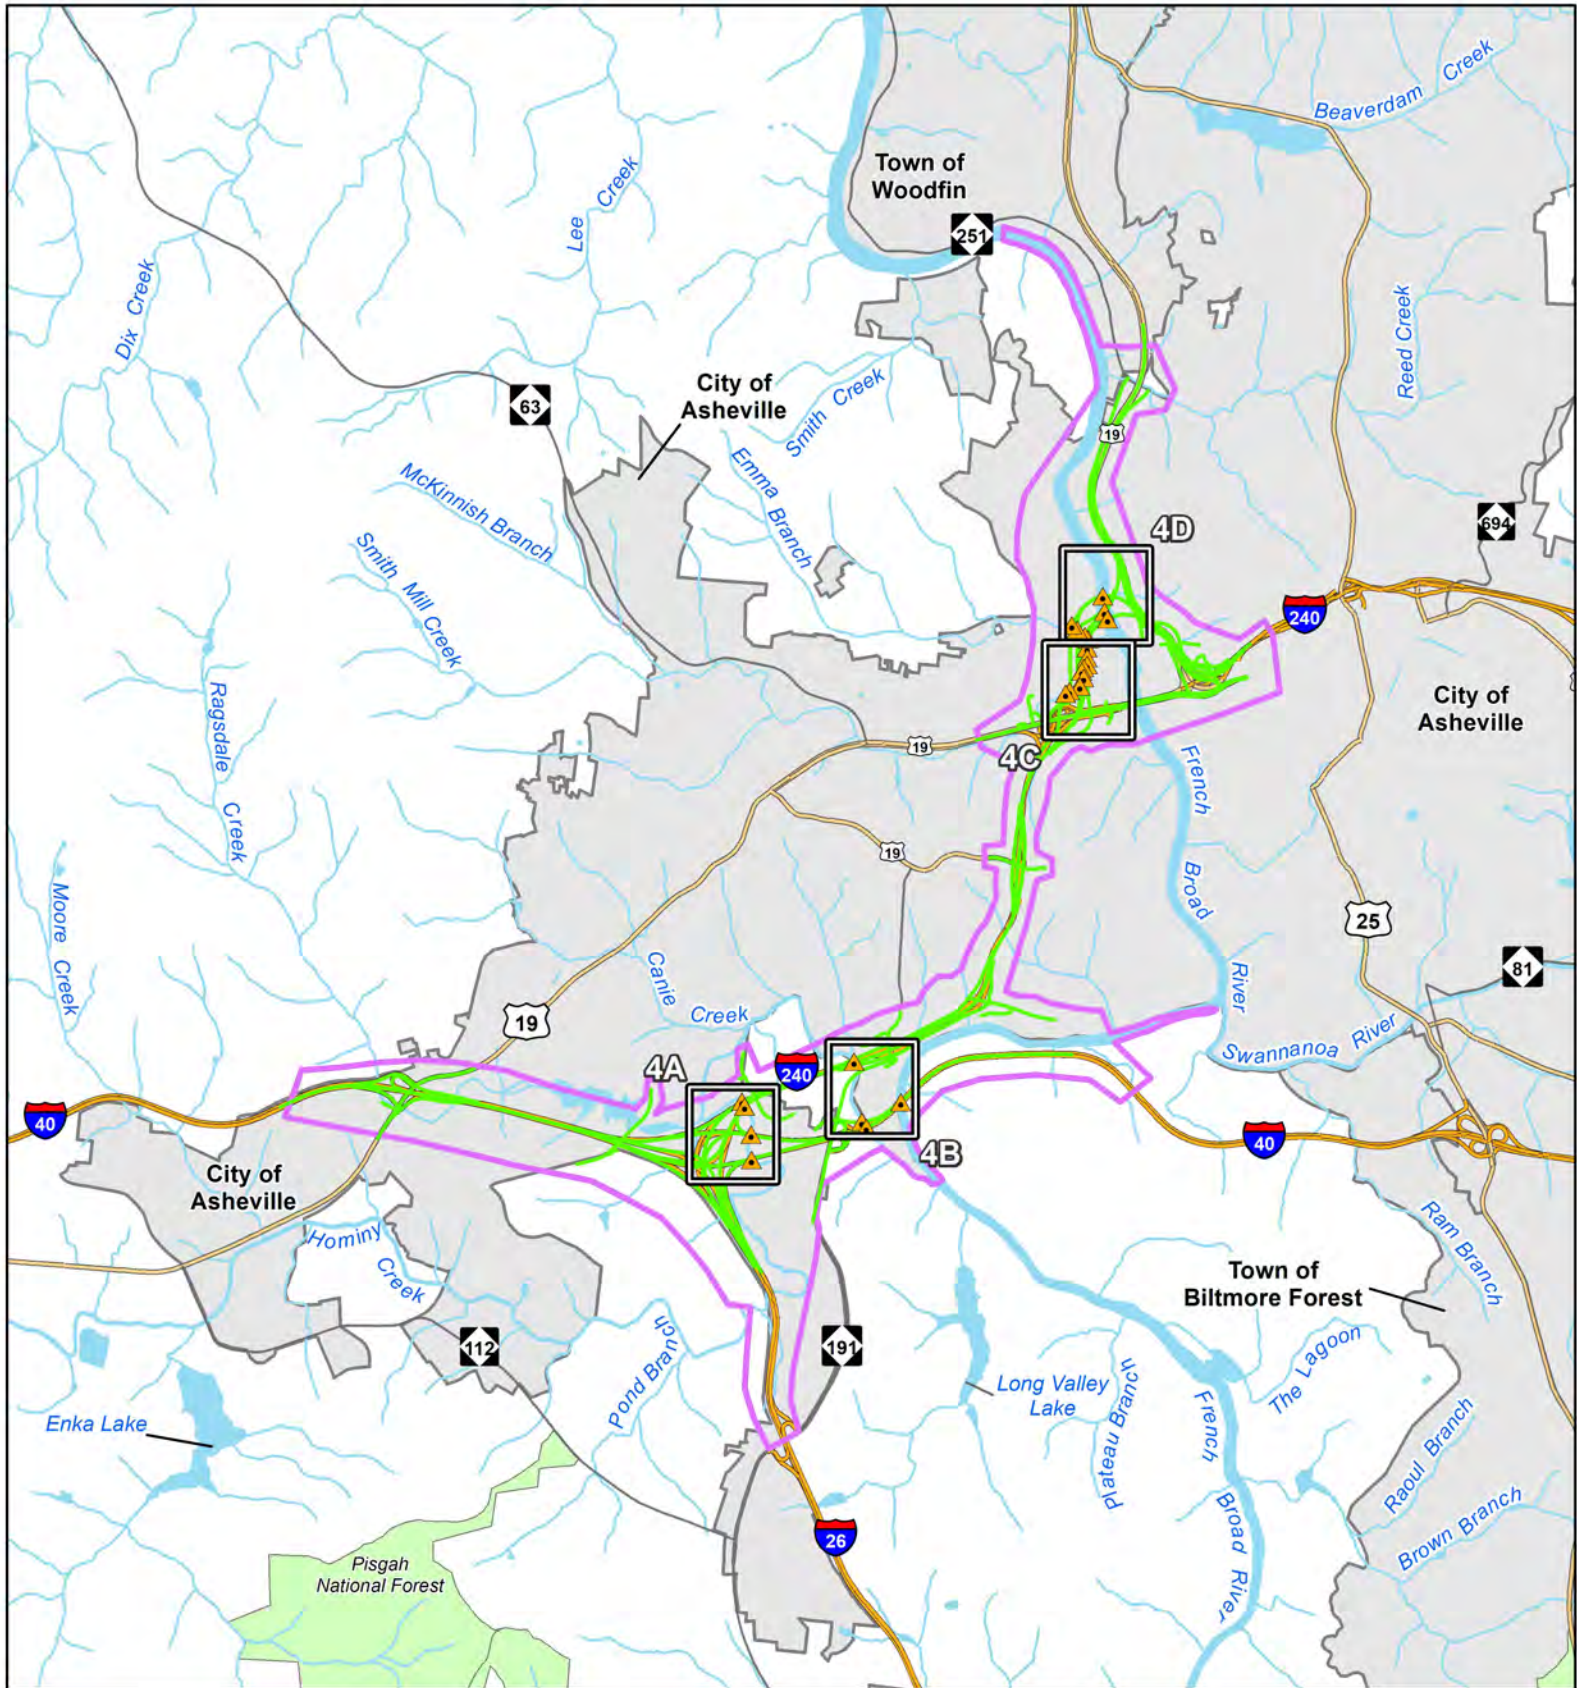 Beaverdam Creek
Town of
Woodfin
251
Lee Creek
Dix Creek
Reed Creek
City of
Asheville
63
Smith Creek
19
Emma Branch
McKinnish Branch
694
4D
Smith Mill Creek
240
Ragsdale Creek
City of
Asheville
19
4C
French Broad River
19
Moore Creek
25
81
Canie Creek
19
Swannanoa River
4A
240
40
40
4B
City of
Asheville
Hominy Creek
Ram Branch
Town of
Biltmore Forest
112
191
Pond Branch
The Lagoon
Long Valley
Lake
Plateau Branch
French Broad River
Enka Lake
Raoul Branch
Brown Branch
26
Pisgah
National Forest